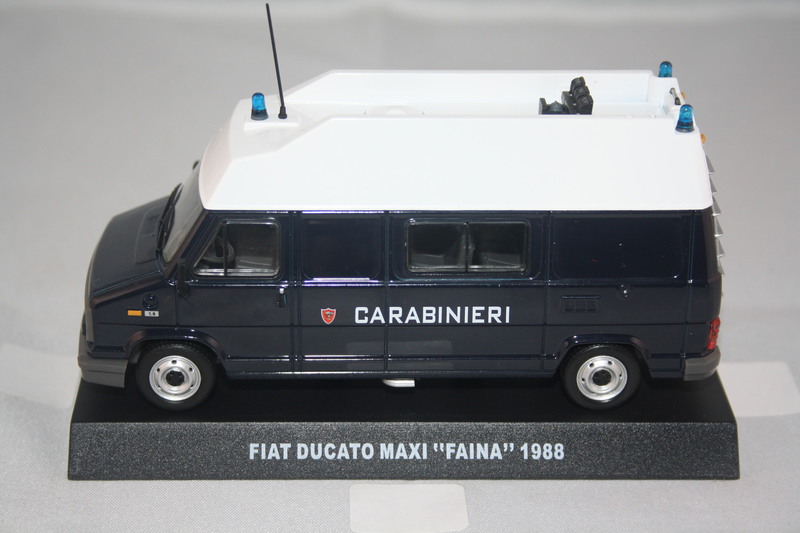 CARABINIERI
FIAT DUCATO MAXI "FAINA" 1988